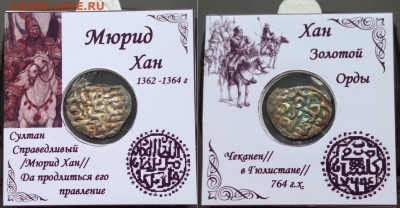 Мюрид
Хан
1362 -1364 г
Султан
Справедливый
/Мюрид Хан//
Да продлиться его
правление
Хан
Золотой
Орды
Чеканен//
в Гюлистане//
764 г.х.